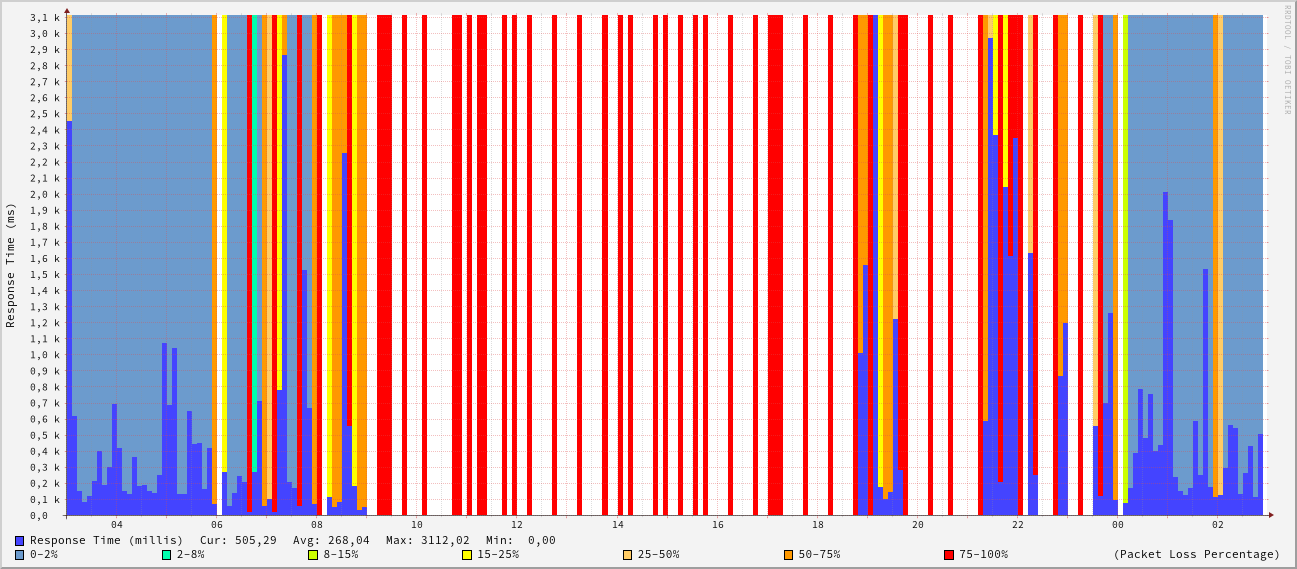 RRDTOOL / TOBI OETIKER
Response Time (ms)
3,1 k
3,0 k
2,9 k
2,8 k
2,7 k
2,6 k
2,5 k
2,4 k
2,3 k
2,2 k
2,1 k
2,0 k
1,9 k
1,8 k
1,7 k
1,6 k
1,5 k
1,4 k
1,3 k
1,2 k
1,1 k
1,0 k
0,9 k
0,8 k
0,7 k
0,6 k
0,5 k
0,4 k
0,3 k
0,2 k
0,1 k
0,0
04 06 08 10 12 14 16 18 20 22 00 02
Response Time (millis) Cur: 505,29 Avg: 268,04 Max: 3112,02 Min: 0,00
0-2% 2-8% 8-15% 15-25% 25-50% 50-75% 75-100% (Packet Loss Percentage)